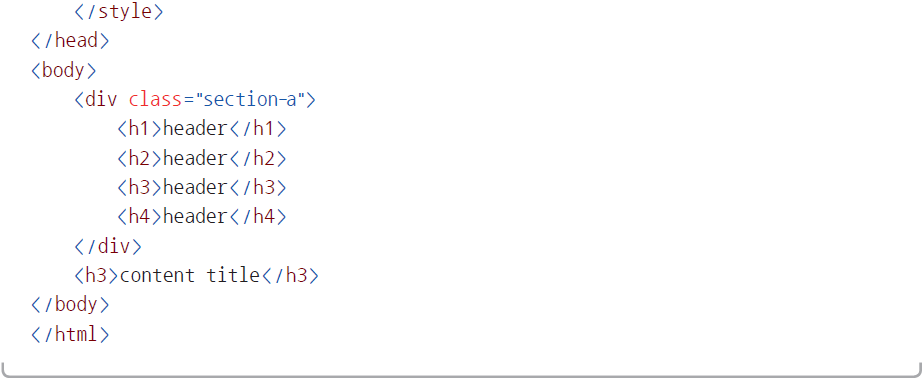 </style>
</head>
<body>
<div class="section-a">
<h1>header</h1>
<h2>header</h2>
<h3>header</h3>
<h4>header</h4>
</div>
<h3>content title</h3>
</body>
</html>